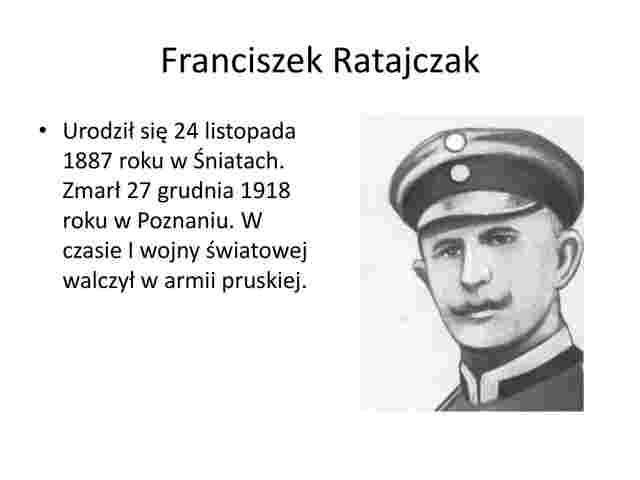 Franciszek Ratajczak
• Urodził się 24 listopada
1887 roku w Śniatach.
Zmarł 27 grudnia 1918
roku w Poznaniu. W
czasie I wojny światowej
walczył w armii pruskiej.